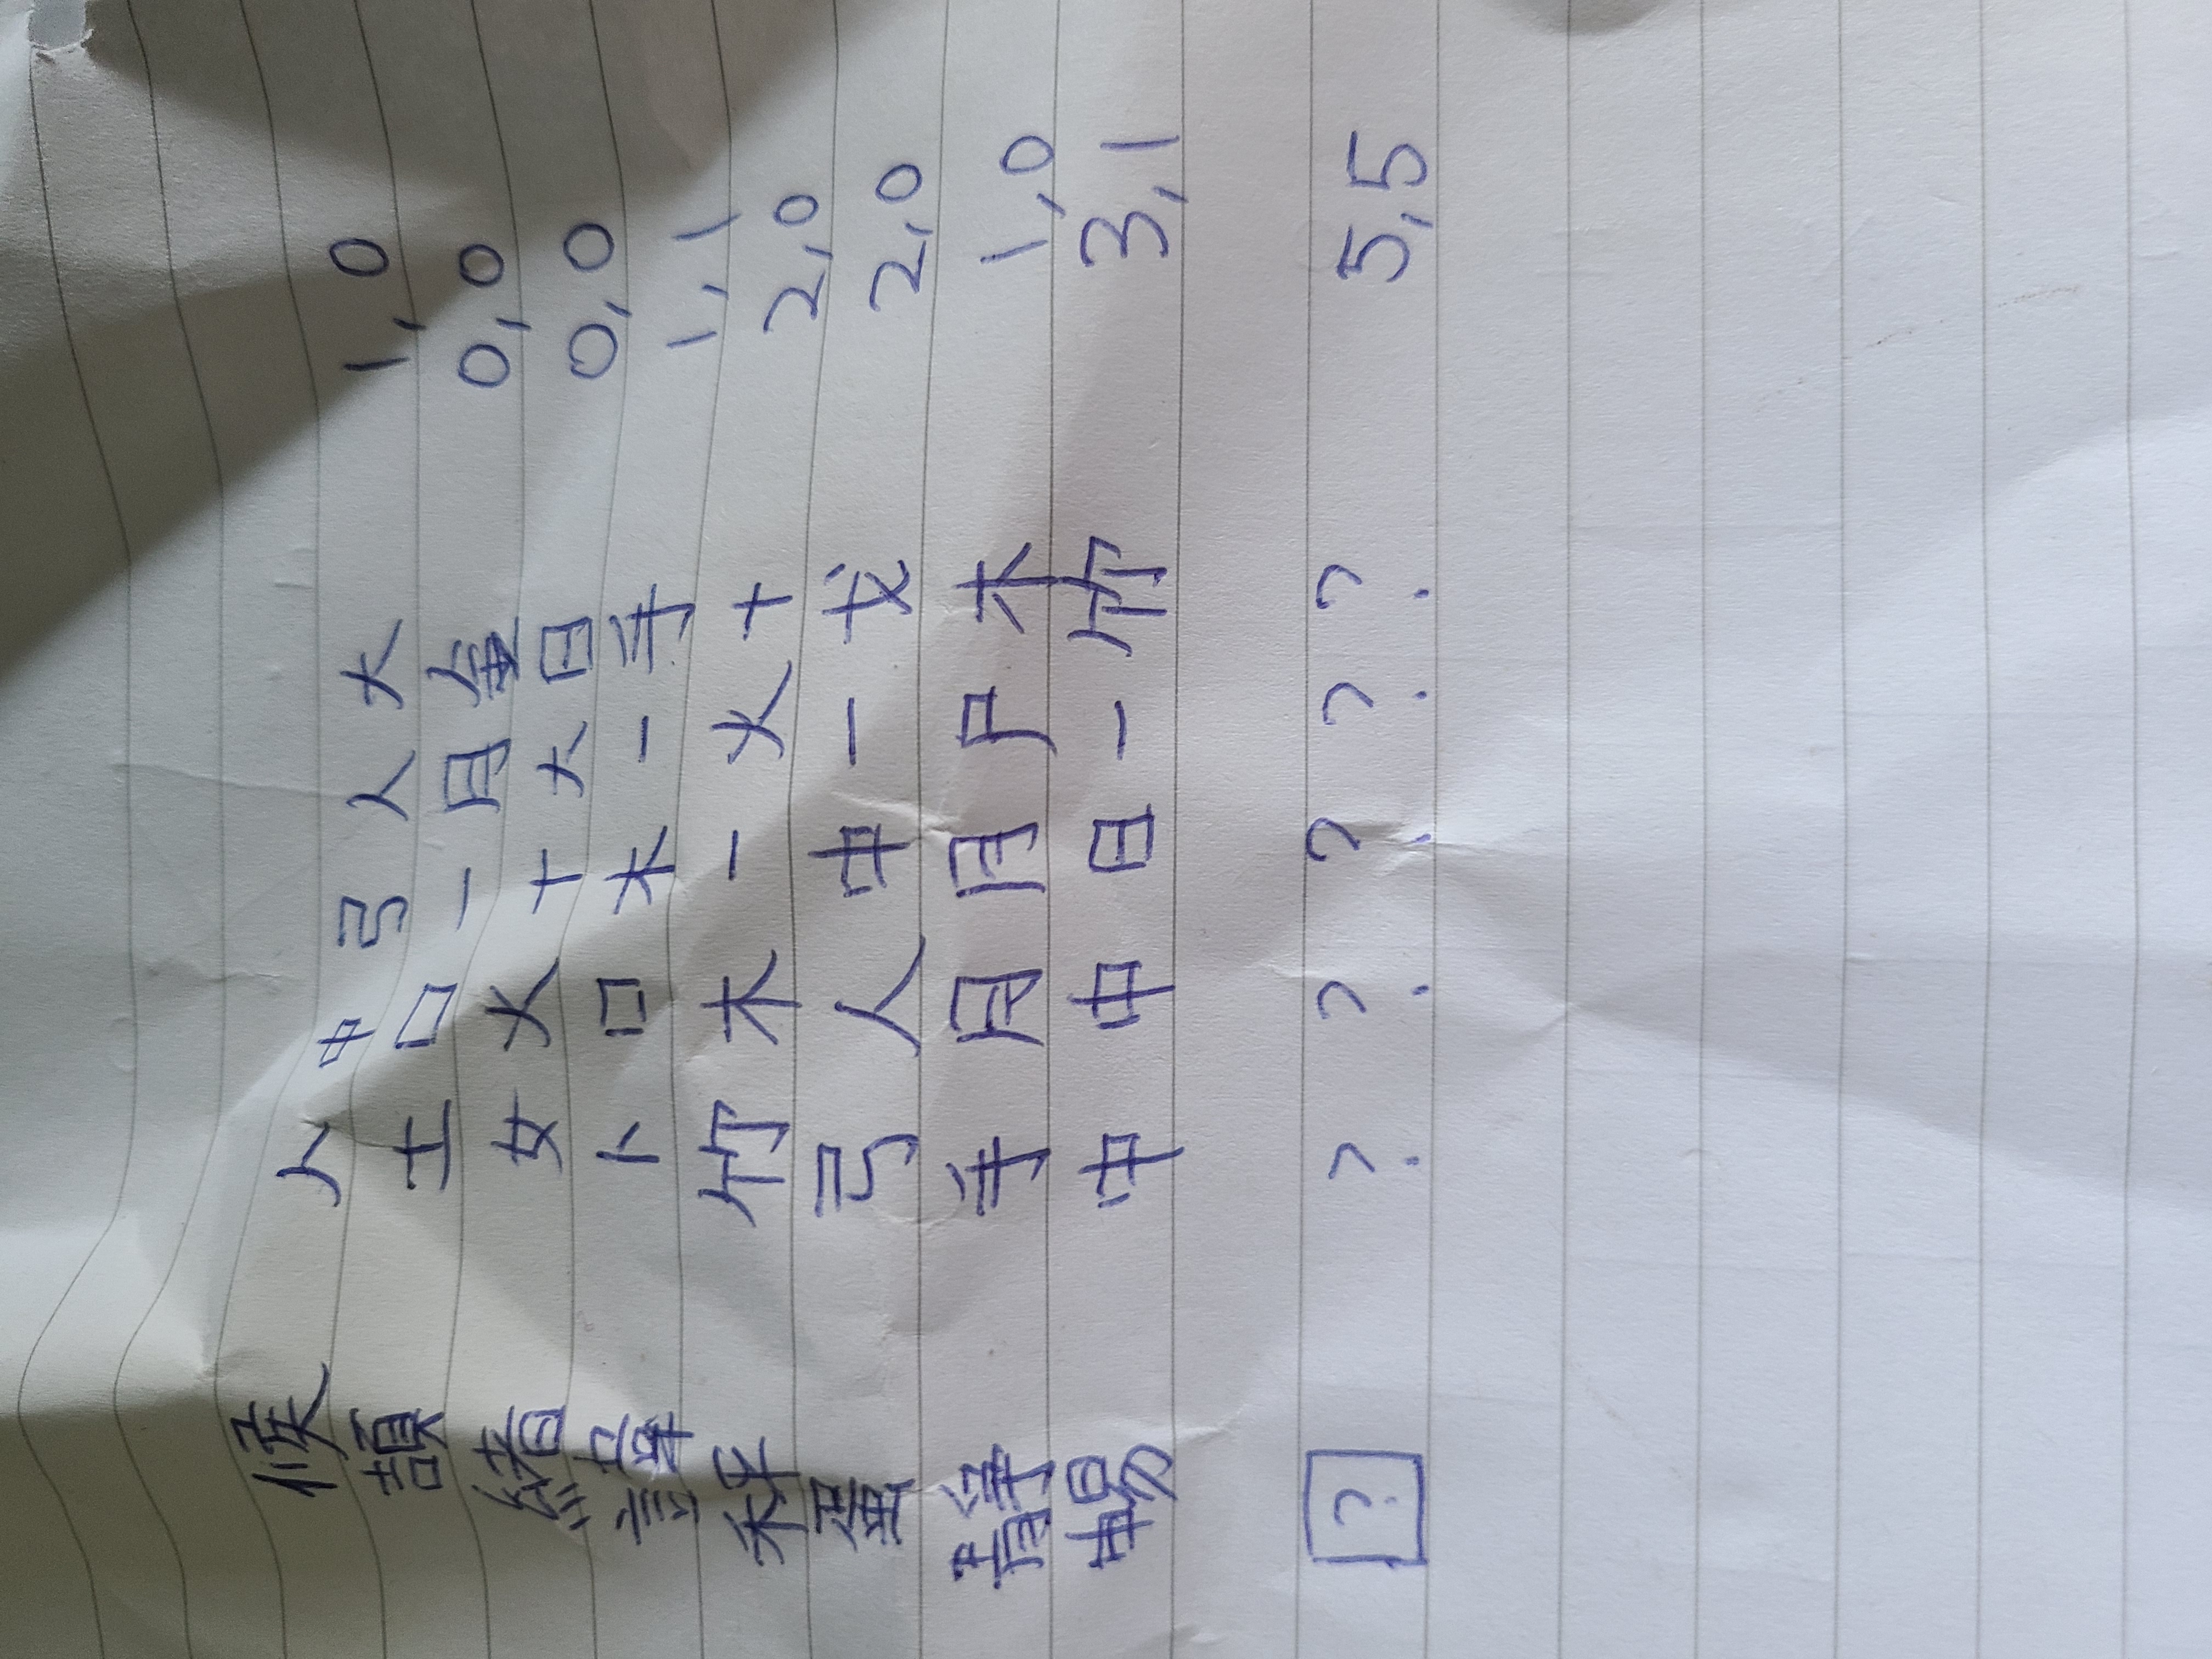 候 人中弓人大 1,0
頡 土口一月金 0,0
緒 女火十大日 0,0
諱 卜口木一手 1,1
秤 竹木一火十 2,0
蛋 弓人中一戈 2,0
靜 手月月尸木 1,0
暢 中中日一竹 3,1
? ? ? ? ? ? 5,5